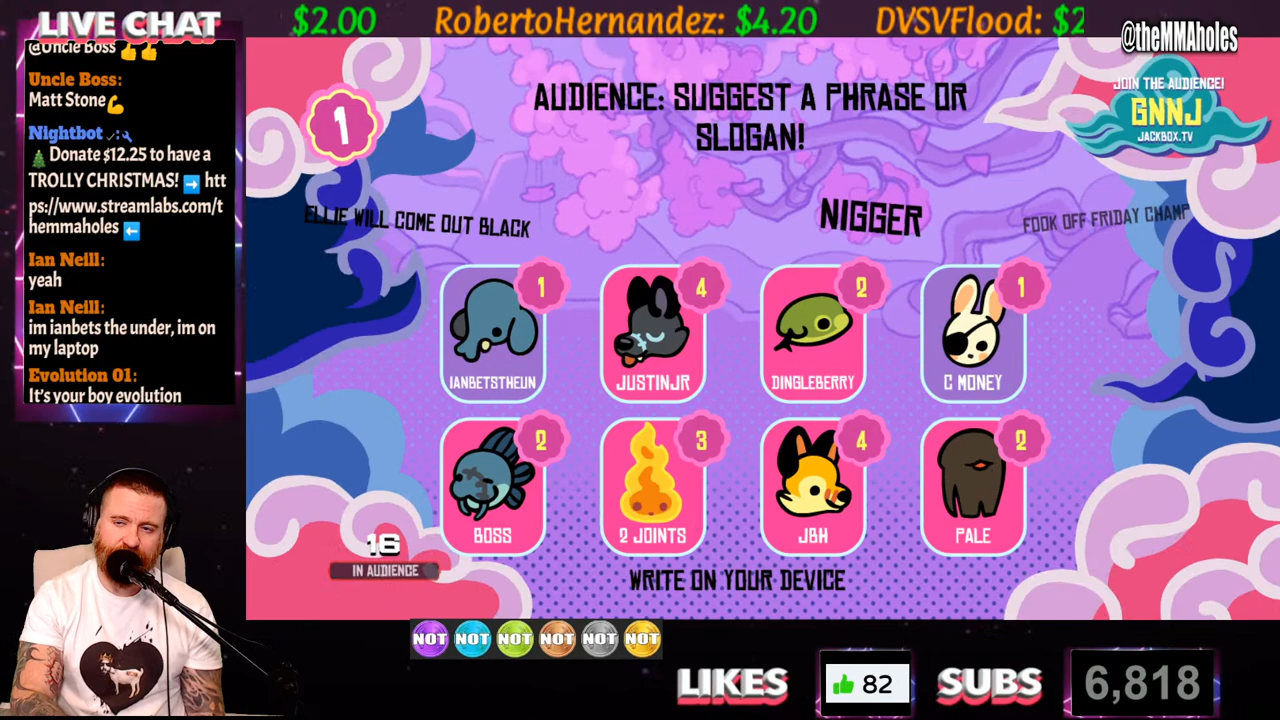 LIVE CHAT
$2.00 RobertoHernandez: $4.20 DVSVFlood: $2
@theMMAholes
@Uncle Boss 👍👍
Uncle Boss:
Matt Stone💪
Nightbot
🌲Donate $12.25 to have a
TROLLY CHRISTMAS! ➡️ htt
ps://www.streamlabs.com/t
hemmaholes ⬅️
Ian Neill:
yeah
Ian Neill:
im ianbets the under, im on
my laptop
Evolution 01:
It's your boy evolution
1
AUDIENCE: SUGGEST A PHRASE OR
SLOGAN!
JOIN THE AUDIENCE!
GNNJ
JACKBOX.TV
ELLIE WILL COME OUT BLACK
NIGGER
FOOK OFF FRIDAY CHAMP
1
4
2
1
IANBETSTHEUN
JUSTINJR
DINGLEBERRY
C MONEY
2
3
4
2
BOSS
2 JOINTS
JBH
PALE
16
IN AUDIENCE
WRITE ON YOUR DEVICE
NOT NOT NOT NOT NOT NOT
LIKES 82 SUBS 6,818